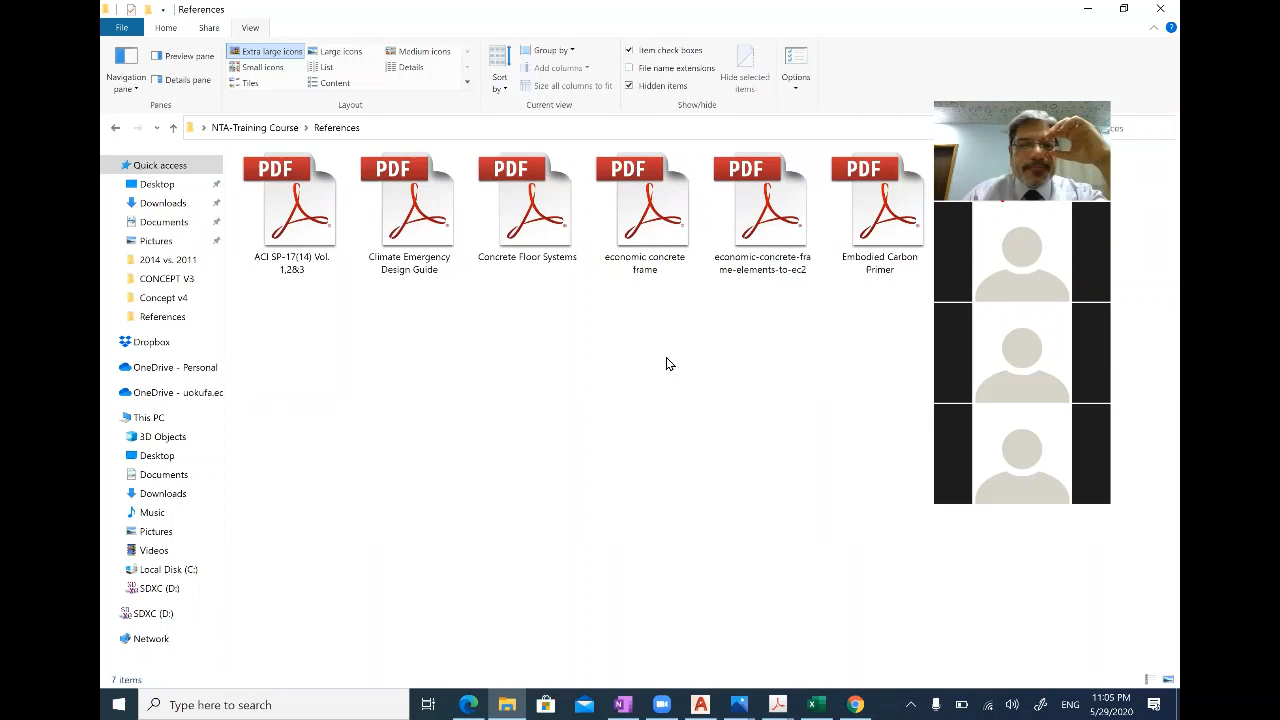 References
File Home Share View
Navigation pane
Preview pane
Details pane
Panes
Extra large icons Large icons Medium icons
Small icons List Details
Tiles Content
Layout
Sort by
Group by
Add columns
Size all columns to fit
Current view
Item check boxes
File name extensions
Hidden items
Hide selected items
Show/hide
Options
NTA-Training Course References
Quick access
Desktop
Downloads
Documents
Pictures
2014 vs. 2011
CONCEPT V3
Concept v4
References
Dropbox
OneDrive - Personal
OneDrive - uokufa.ec
This PC
3D Objects
Desktop
Documents
Downloads
Music
Pictures
Videos
Local Disk (C:)
SDXC (D:)
SDXC (D:)
Network
PDF PDF PDF PDF PDF PDF
ACI SP-17(14) Vol.
1,2&3
Climate Emergency
Design Guide
Concrete Floor Systems
economic concrete
frame
economic-concrete-fra
me-elements-to-ec2
Embodied Carbon
Primer
7 items
Type here to search
ENG
11:05 PM
5/29/2020